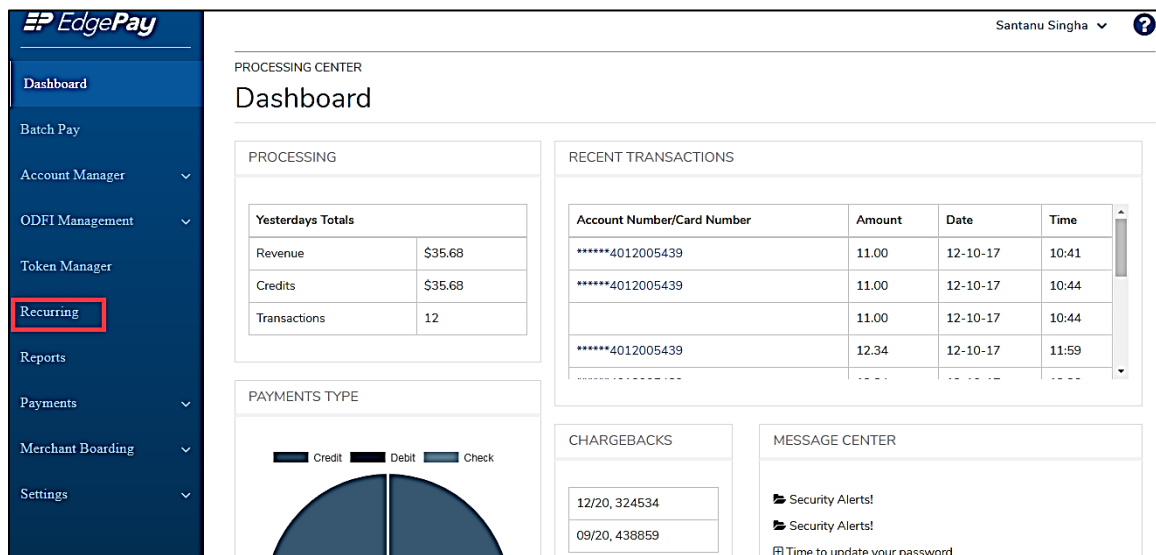 EP EdgePay
Santanu Singha
?
Dashboard
Batch Pay
Account Manager
ODFI Management
Token Manager
Recurring
Reports
Payments
Merchant Boarding
Settings
PROCESSING CENTER
Dashboard
PROCESSING
Yesterdays Totals
Revenue $35.68
Credits $35.68
Transactions 12
RECENT TRANSACTIONS
Account Number/Card Number Amount Date Time
******4012005439 11.00 12-10-17 10:41
******4012005439 11.00 12-10-17 10:44
11.00 12-10-17 10:44
******4012005439 12.34 12-10-17 11:59
PAYMENTS TYPE
Credit Debit Check
CHARGEBACKS
12/20, 324534
09/20, 438859
MESSAGE CENTER
Security Alerts!
Security Alerts!
Time to update your password